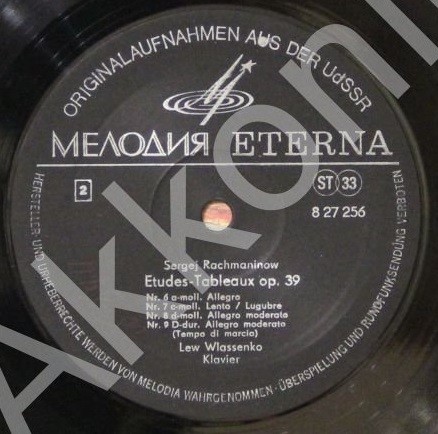 ORIGINALAUFNAHMEN AUS DER UdSSR
МЕЛОДИЯ ETERNA
2
ST 33
8 27 256
Sergej Rachmaninow
Etudes-Tableaux op. 39
Nr. 6 a-moll. Allegro
Nr. 7 c-moll. Lento / Lugubre
Nr. 8 d-moll. Allegro moderato
Nr. 9 D-dur. Allegro moderato
(Tempo di marcia)
Lew Wlassenko
Klavier
HERSTELLER- UND URHEBERRECHTE WERDEN VON MELODIA WAHRGENOMMEN · ÜBERSPIELUNG UND RUNDFUNKSENDUNG VERBOTEN